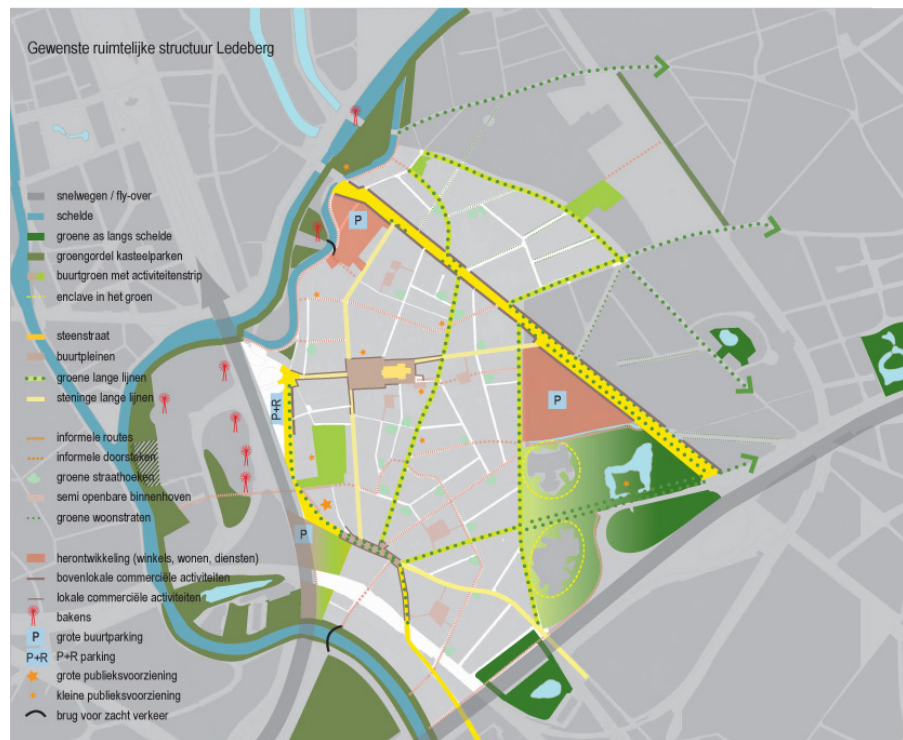 Gewenste ruimtelijke structuur Ledeberg
snelwegen / fly-over
schelde
groene as langs schelde
groengordel kasteelparken
buurtgroen met activiteitenstrip
enclave in het groen
steenstraat
buurtpleinen
groene lange lijnen
steninge lange lijnen
informele routes
informele doorsteken
groene straathoeken
semi openbare binnenhoven
groene woonstraten
herontwikkeling (winkels, wonen, diensten)
bovenlokale commerciële activiteiten
lokale commerciële activiteiten
bakens
P grote buurtparking
P+R P+R parking
grote publieksvoorziening
kleine publieksvoorziening
brug voor zacht verkeer
P
P+R
P
P